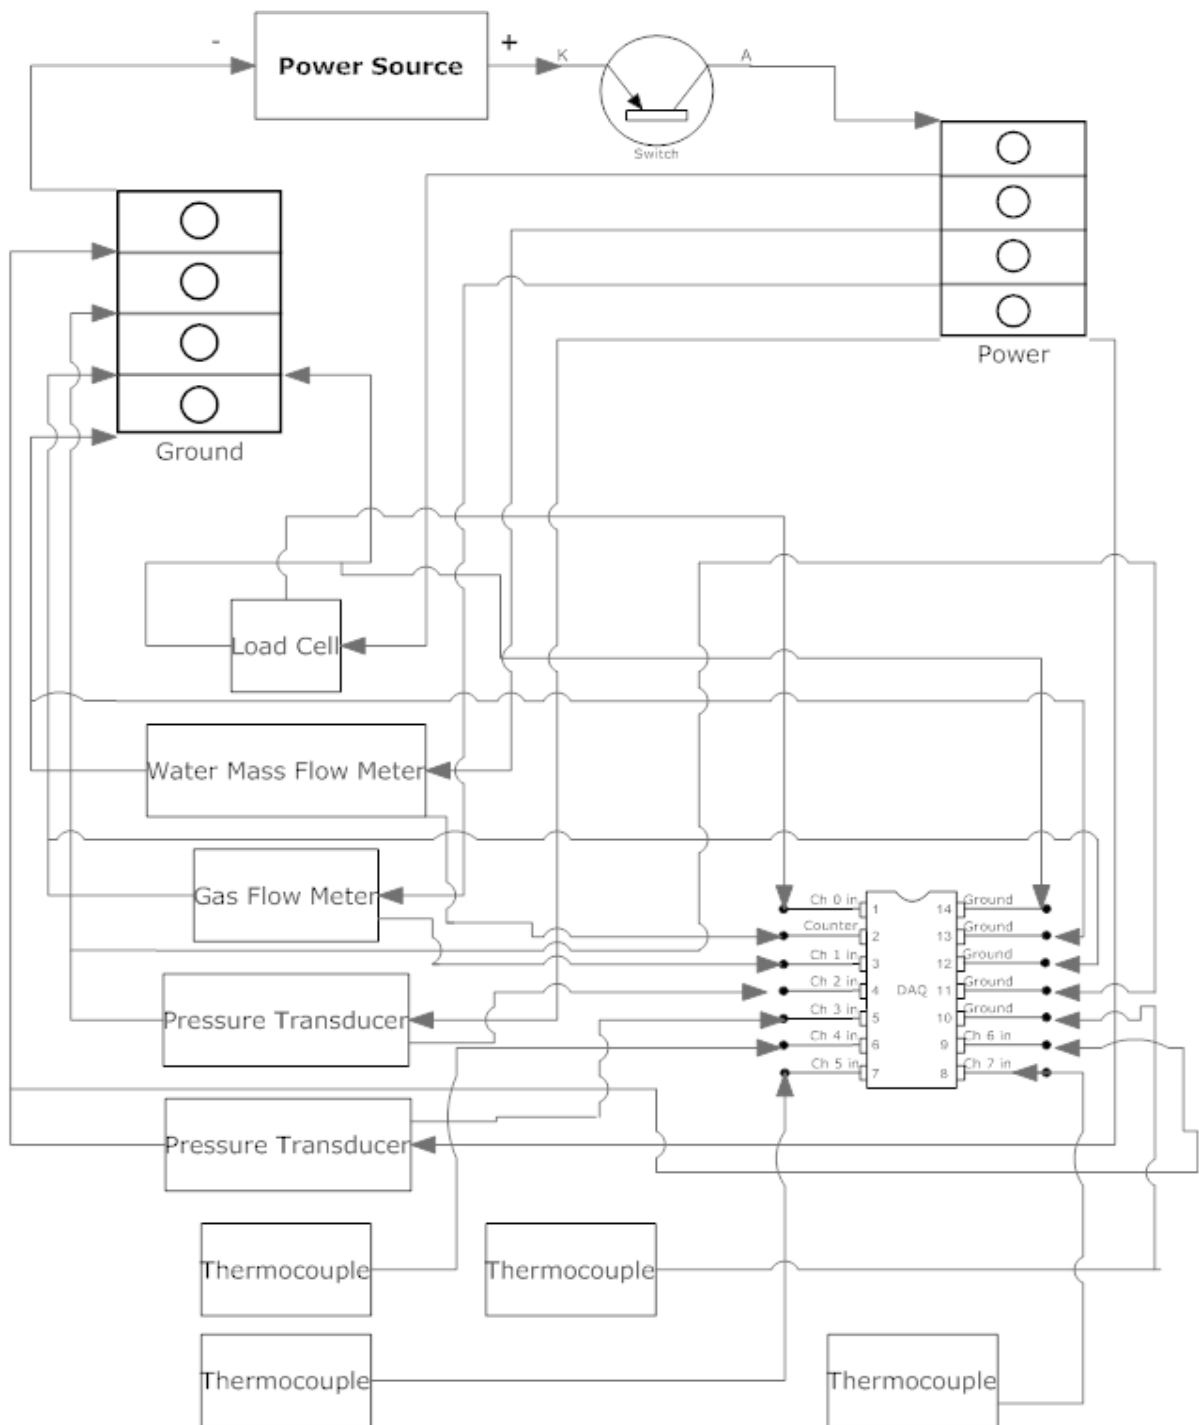 -
Power Source
+
K
A
Switch
Power
Ground
Load Cell
Water Mass Flow Meter
Gas Flow Meter
Pressure Transducer
Pressure Transducer
Ch 0 in 1 14 Ground
Counter 2 13 Ground
Ch 1 in 3 12 Ground
Ch 2 in 4 DAQ 11 Ground
Ch 3 in 5 10 Ground
Ch 4 in 6 9 Ch 6 in
Ch 5 in 7 8 Ch 7 in
Thermocouple
Thermocouple
Thermocouple
Thermocouple